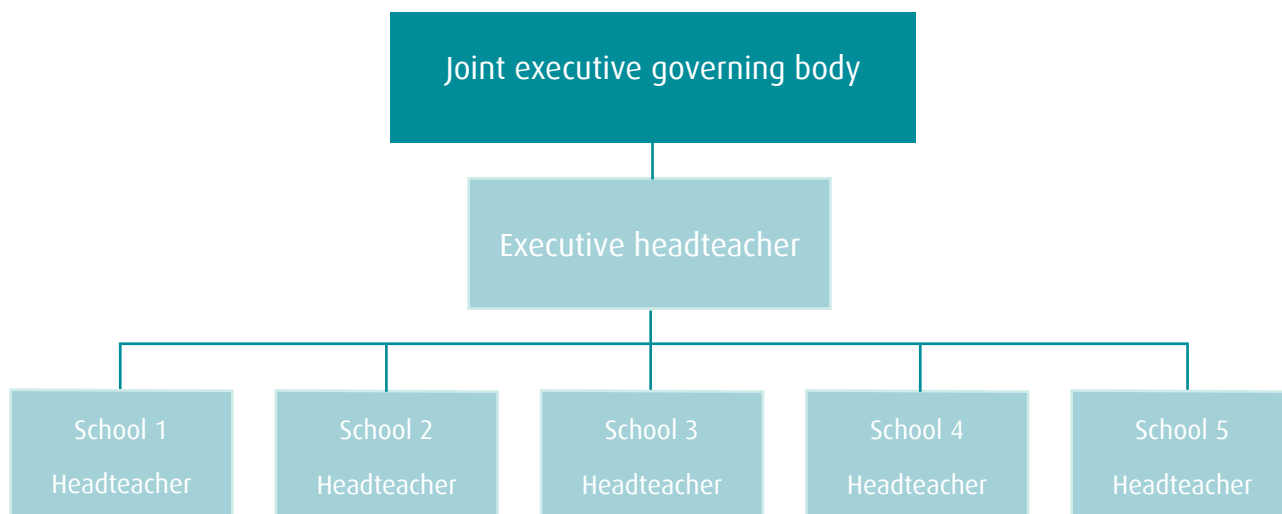 Joint executive governing body
Executive headteacher
School 1
Headteacher
School 2
Headteacher
School 3
Headteacher
School 4
Headteacher
School 5
Headteacher